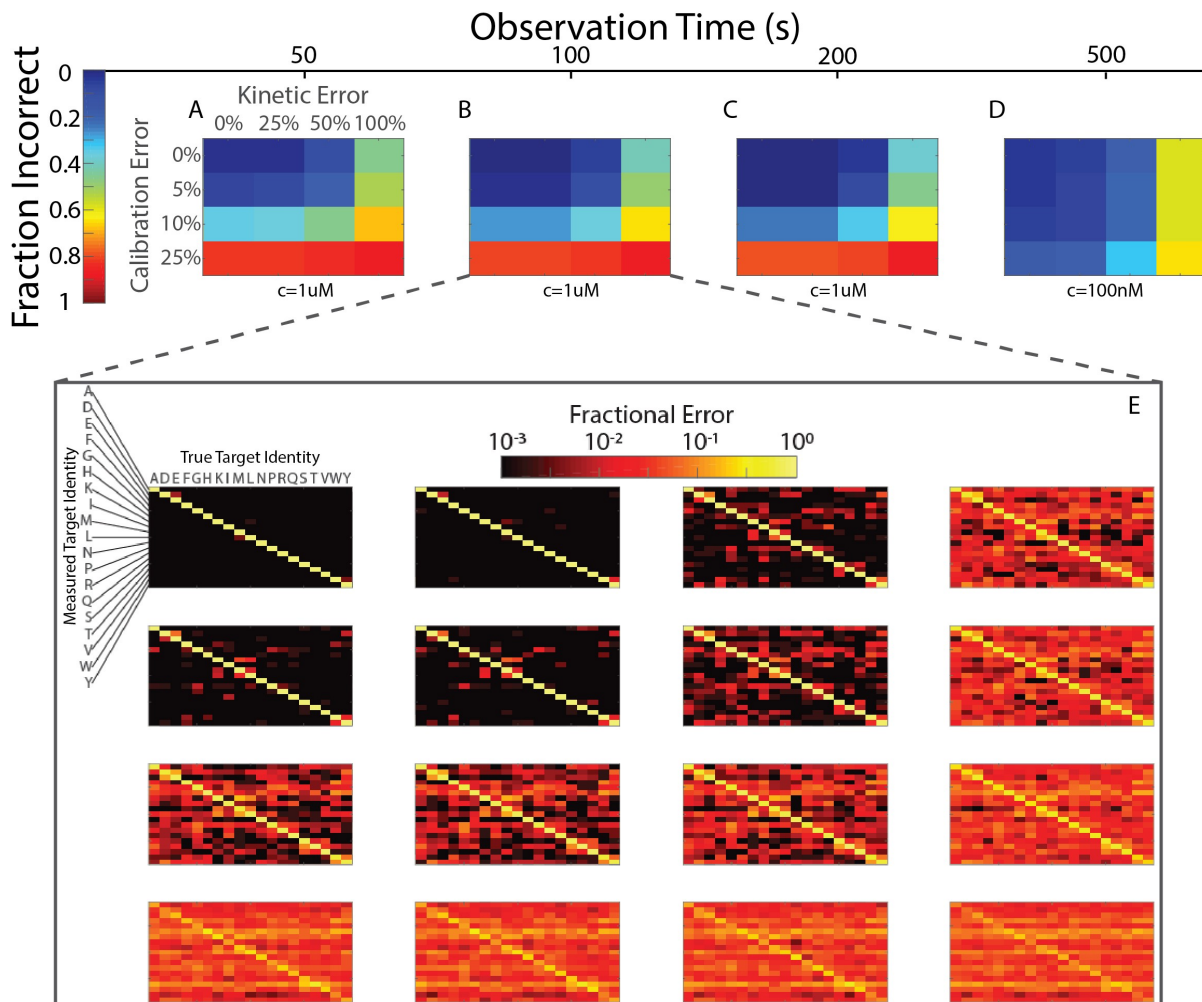 Observation Time (s)
50 100 200 500
Fraction Incorrect
0
0.2
0.4
0.6
0.8
1
A B C D
Kinetic Error
0% 25% 50% 100%
Calibration Error
0%
5%
10%
25%
c=1uM c=1uM c=1uM c=100nM
E
Fractional Error
10⁻³ 10⁻² 10⁻¹ 10⁰
True Target Identity
A D E F G H K I M L N P R Q S T V W Y
Measured Target Identity
A
D
E
F
G
H
K
I
M
L
N
P
R
Q
S
T
V
W
Y